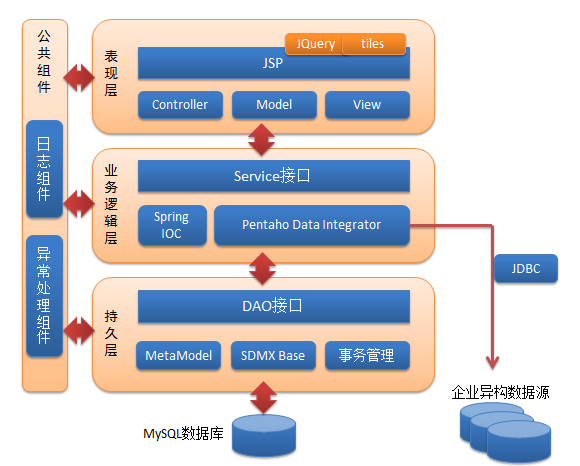 公共组件
日志组件
异常处理组件
表现层
JQuery
tiles
JSP
Controller
Model
View
业务逻辑层
Service接口
Spring
IOC
Pentaho Data Integrator
JDBC
持久层
DAO接口
MetaModel
SDMX Base
事务管理
MySQL数据库
企业异构数据源